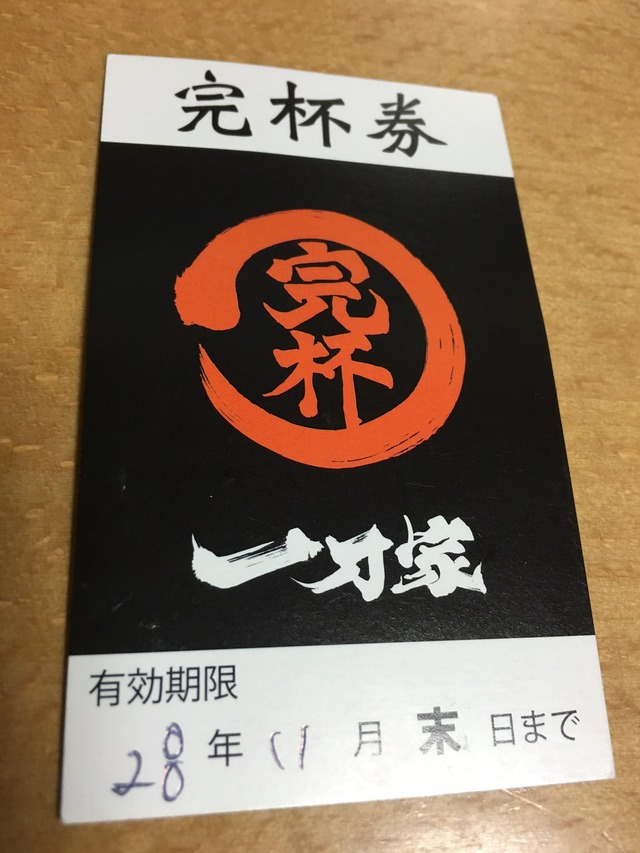 完杯券
完
杯
一刃家
有効期限
28年 11月 末日まで